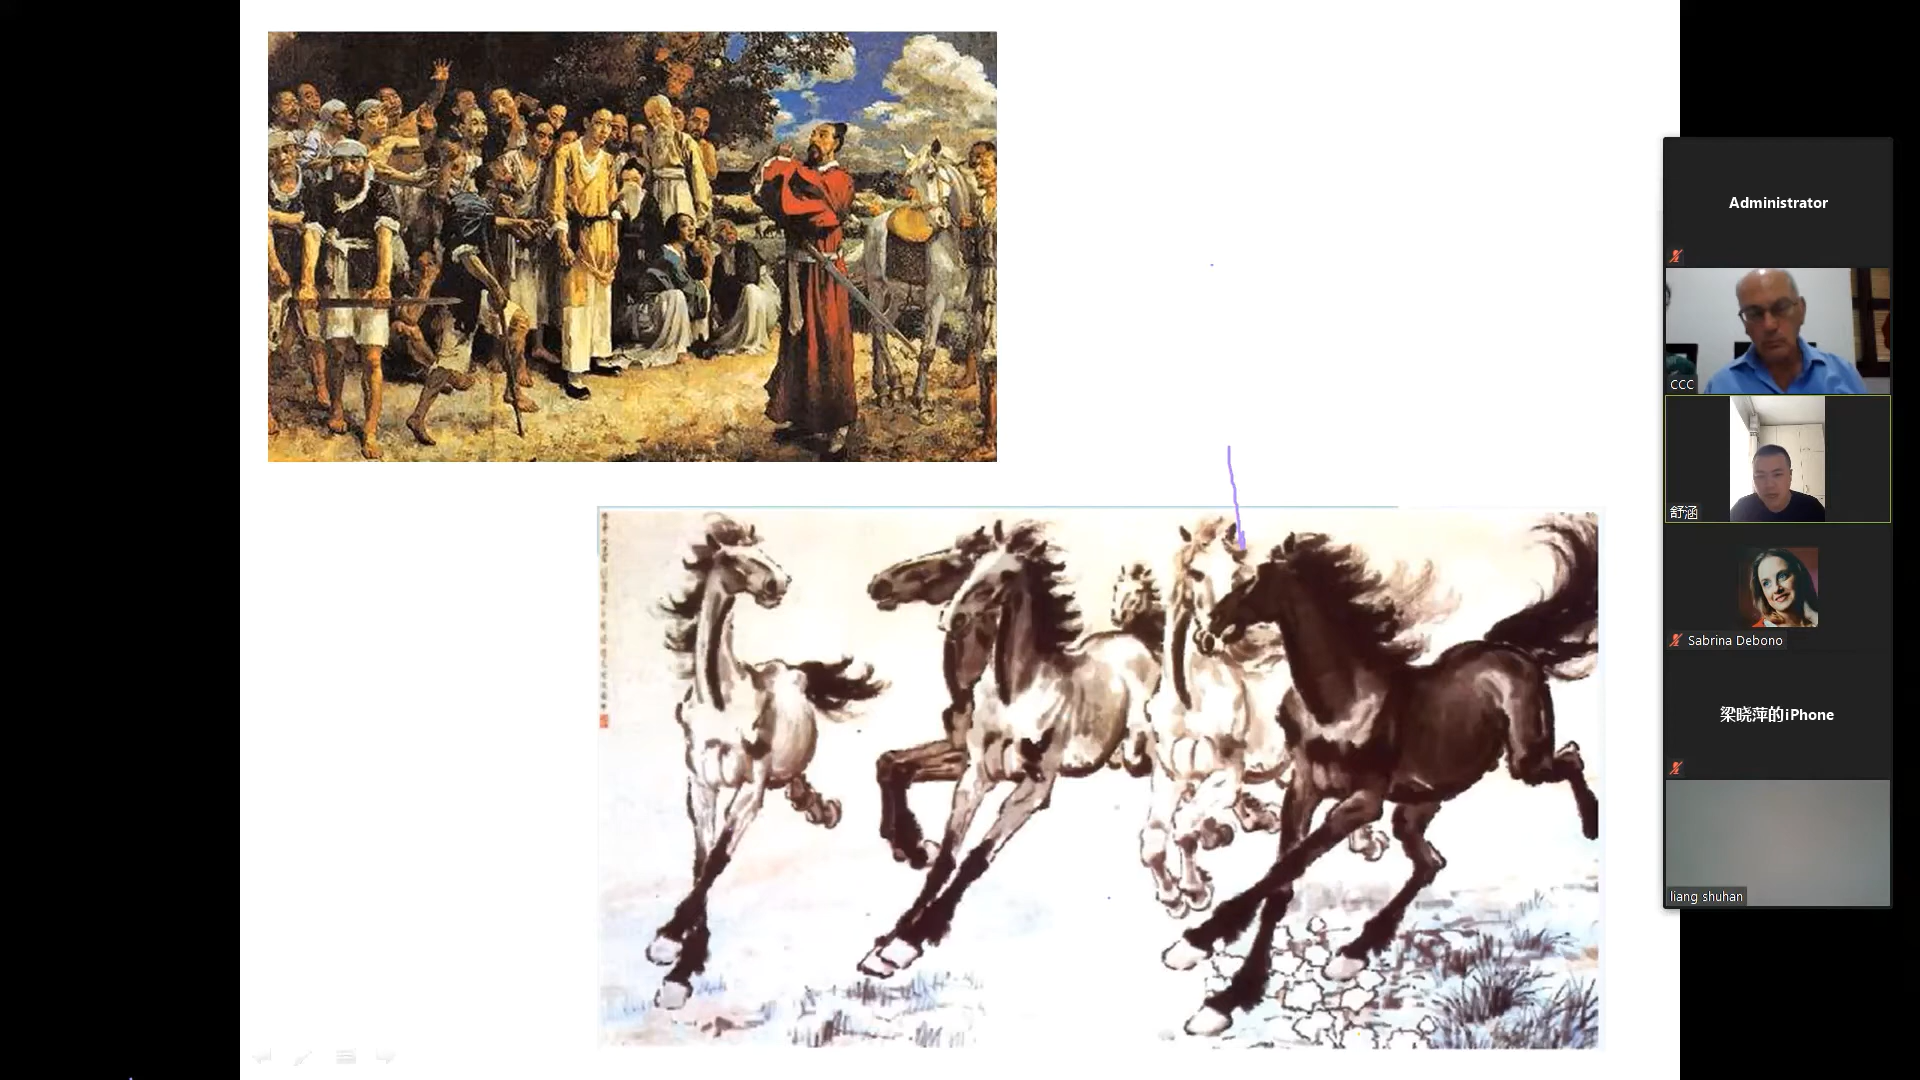 Administrator
CCC
舒涵
Sabrina Debono
梁晓萍的iPhone
liang shuhan